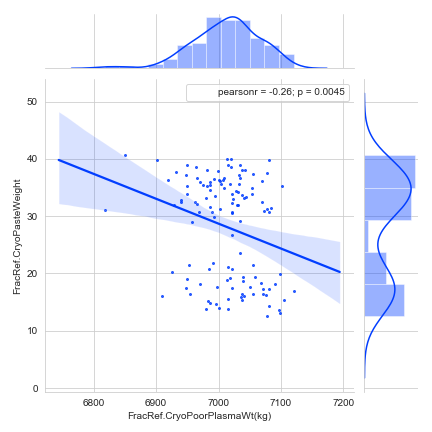 pearsonr = -0.26; p = 0.0045
50
40
30
20
10
0
FracRef.CryoPasteWeight
6800 6900 7000 7100 7200
FracRef.CryoPoorPlasmaWt(kg)